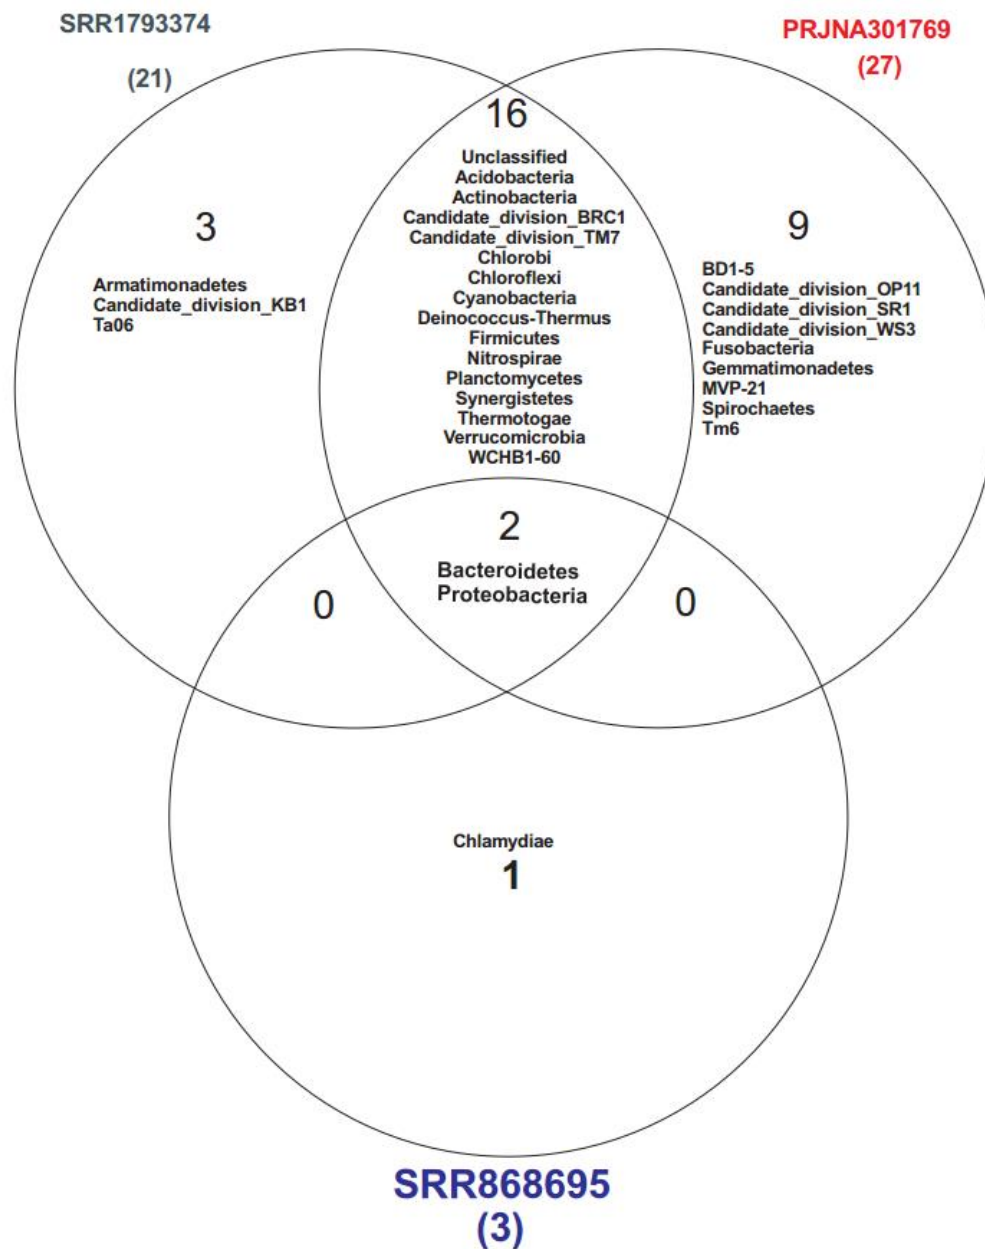 SRR1793374
(21)
PRJNA301769
(27)
16
Unclassified
Acidobacteria
Actinobacteria
Candidate_division_BRC1
Candidate_division_TM7
Chlorobi
Chloroflexi
Cyanobacteria
Deinococcus-Thermus
Firmicutes
Nitrospirae
Planctomycetes
Synergistetes
Thermotogae
Verrucomicrobia
WCHB1-60
3
Armatimonadetes
Candidate_division_KB1
Ta06
9
BD1-5
Candidate_division_OP11
Candidate_division_SR1
Candidate_division_WS3
Fusobacteria
Gemmatimonadetes
MVP-21
Spirochaetes
Tm6
2
Bacteroidetes
Proteobacteria
0
0
Chlamydiae
1
SRR868695
(3)